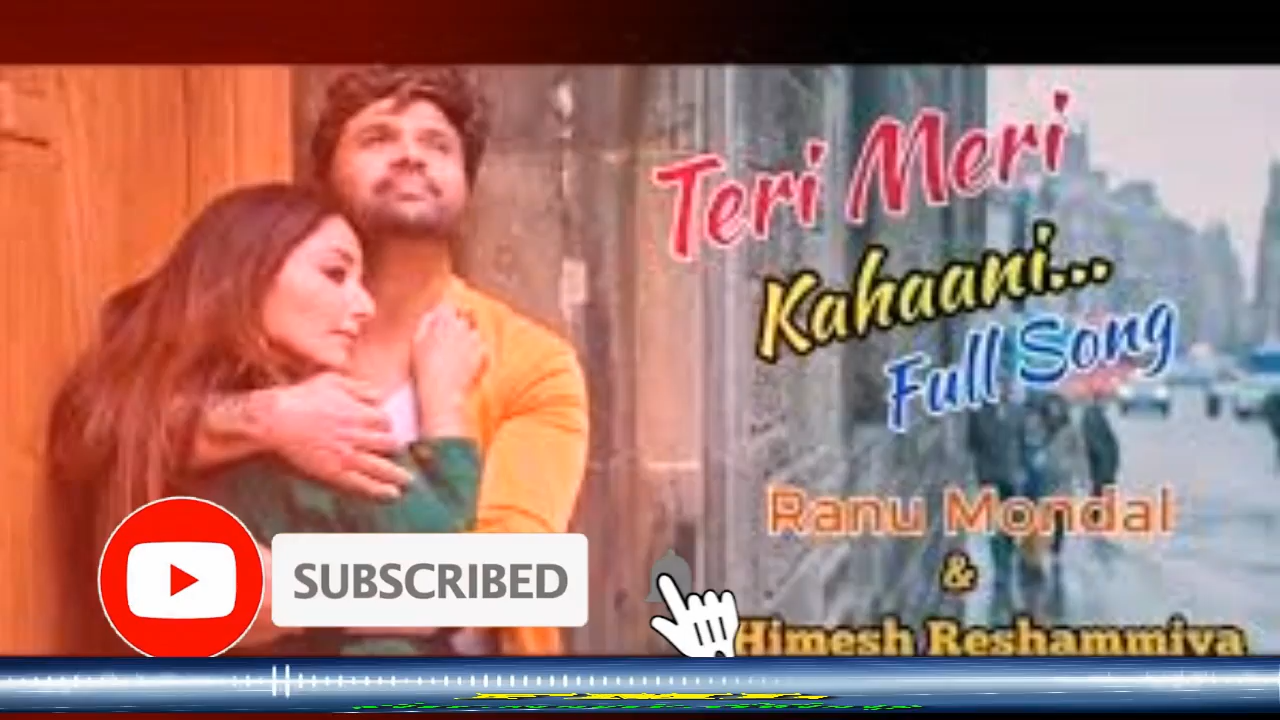 Teri Meri
Kahaani...
Full Song
Ranu Mondal
&
Himesh Reshammiya
SUBSCRIBED